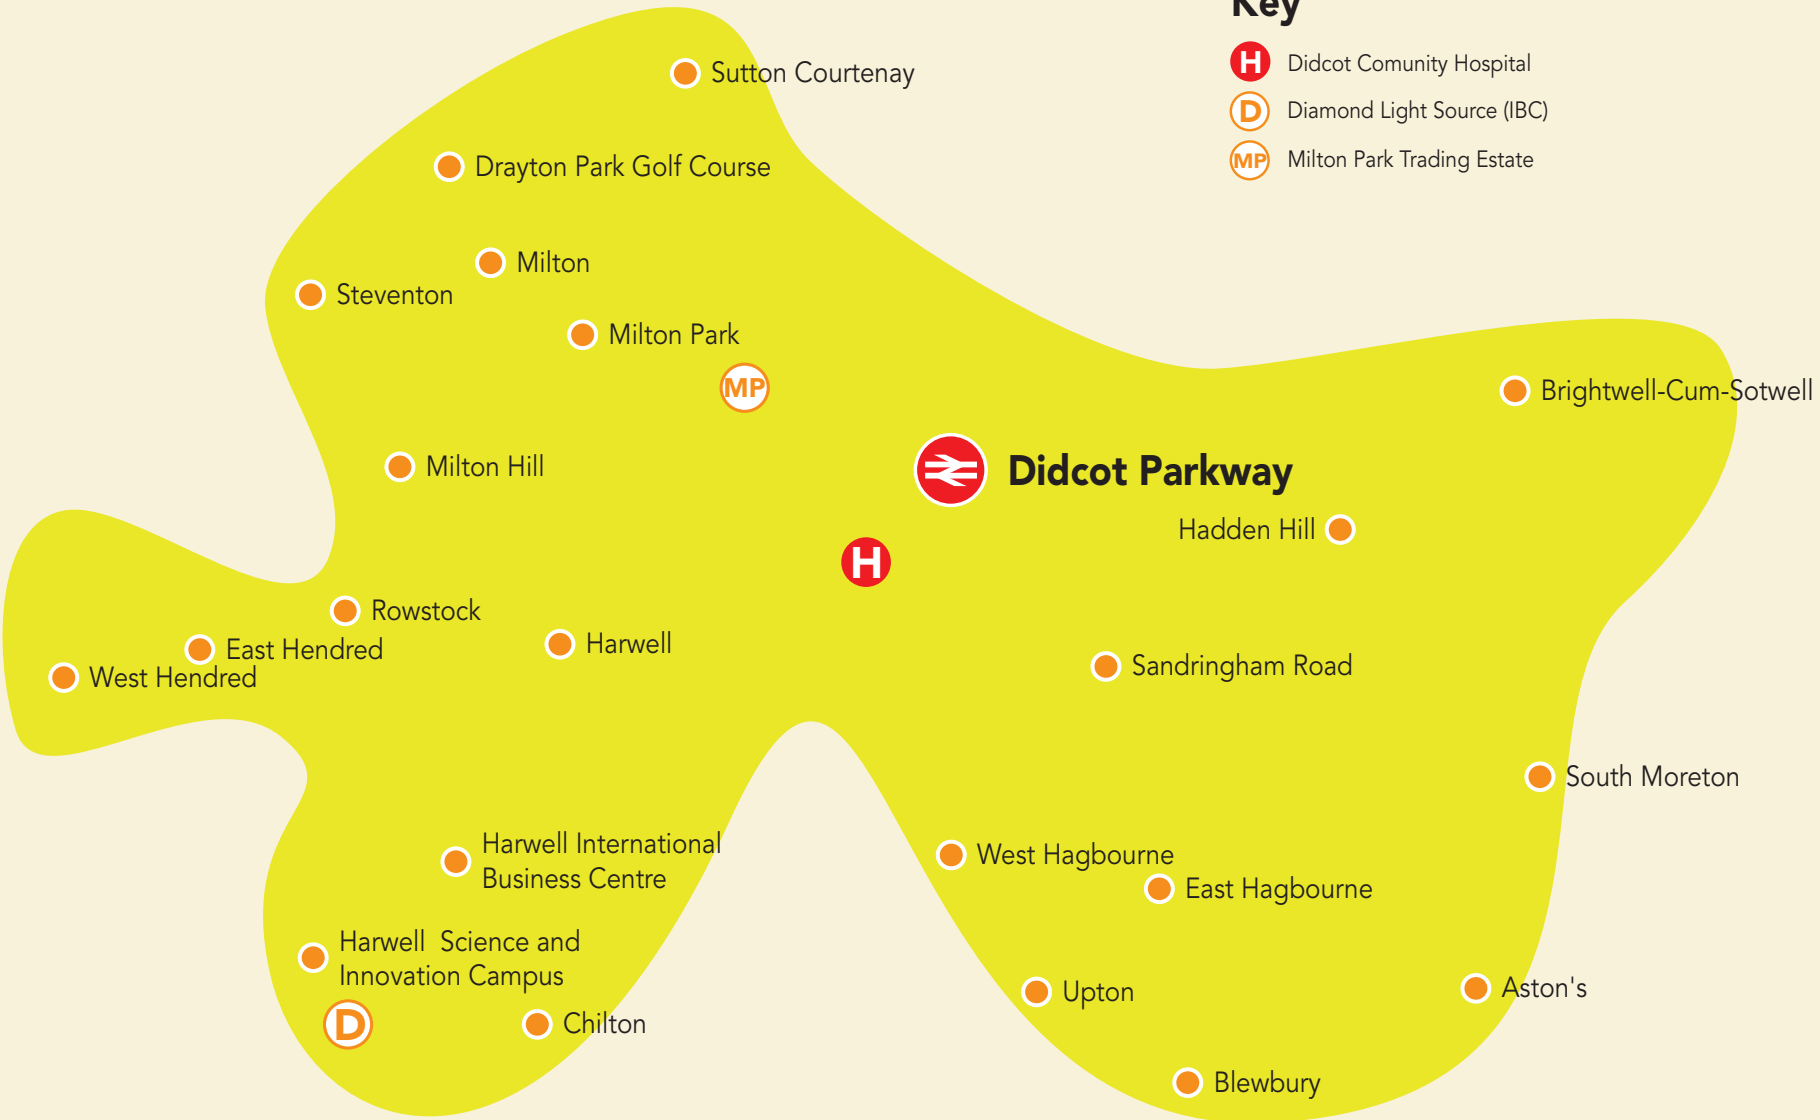 Key
H Didcot Comunity Hospital
D Diamond Light Source (IBC)
MP Milton Park Trading Estate
Sutton Courtenay
Drayton Park Golf Course
Milton
Steventon
Milton Park
MP
Brightwell-Cum-Sotwell
Milton Hill
Didcot Parkway
Hadden Hill
H
Rowstock
Harwell
East Hendred
West Hendred
Sandringham Road
South Moreton
Harwell International
Business Centre
West Hagbourne
East Hagbourne
Harwell  Science and
Innovation Campus
D
Chilton
Upton
Aston's
Blewbury